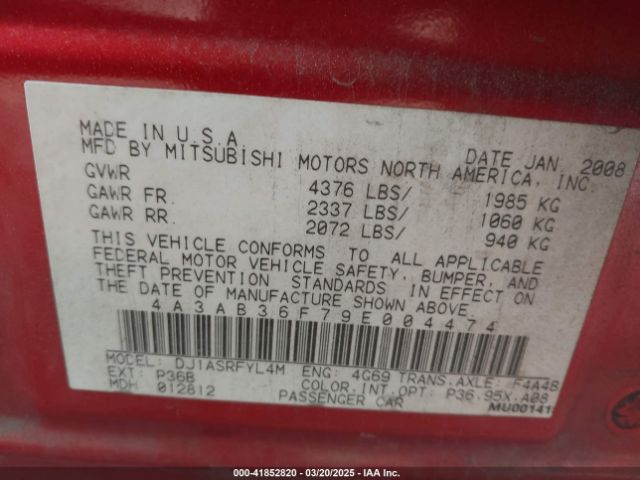 MADE IN U.S.A. DATE JAN 2008
MFD BY MITSUBISHI MOTORS NORTH AMERICA, INC
GVWR 4376 LBS/ 1985 KG
GAWR FR. 2337 LBS/ 1060 KG
GAWR RR. 2072 LBS/ 940 KG
THIS VEHICLE CONFORMS TO ALL APPLICABLE
FEDERAL MOTOR VEHICLE SAFETY, BUMPER, AND
THEFT PREVENTION STANDARDS IN EFFECT ON
THE DATE OF MANUFACTURE SHOWN ABOVE
4A3AB36F79E004474
MODEL: DJ1ASRFYL4M ENG: 4G69 TRANS.AXLE: F4A4B
EXT: P36B COLOR.INT.OPT: P36.95X.A08
MDH 012812 PASSENGER CAR
MU00141
000-41852820 | 03/20/2025 | IAA Inc.